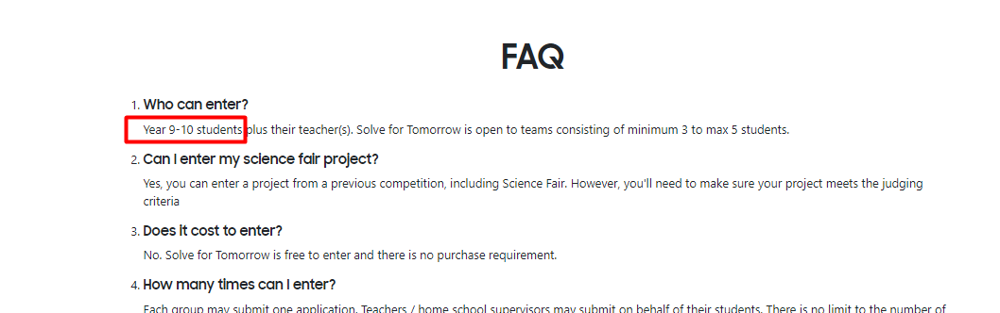 FAQ
1. Who can enter?
Year 9-10 students plus their teacher(s). Solve for Tomorrow is open to teams consisting of minimum 3 to max 5 students.
2. Can I enter my science fair project?
Yes, you can enter a project from a previous competition, including Science Fair. However, you'll need to make sure your project meets the judging
criteria
3. Does it cost to enter?
No. Solve for Tomorrow is free to enter and there is no purchase requirement.
4. How many times can I enter?
Each group may submit one application. Teachers / home school supervisors may submit on behalf of their students. There is no limit to the number of